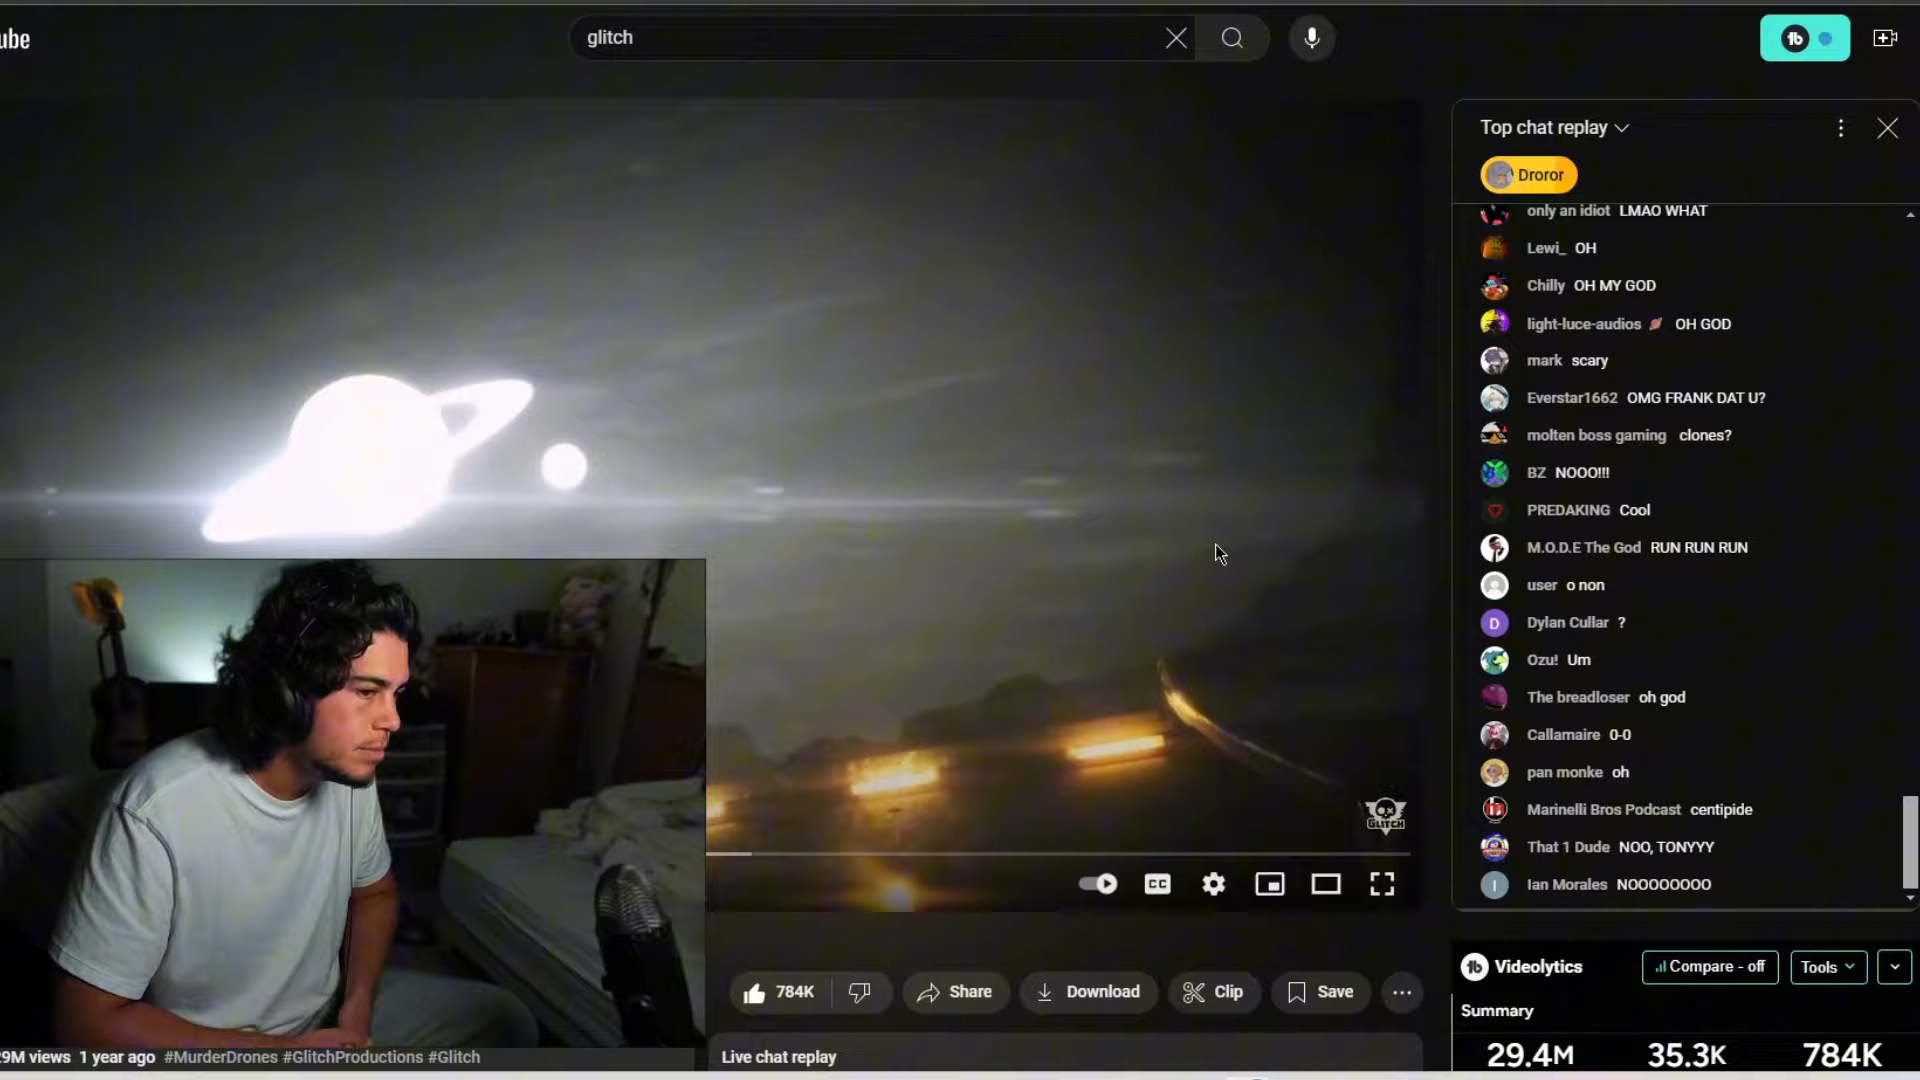 ube
glitch
Top chat replay
Droror
only an idiot LMAO WHAT
Lewi_ OH
Chilly OH MY GOD
light-luce-audios OH GOD
mark scary
Everstar1662 OMG FRANK DAT U?
molten boss gaming clones?
BZ NOOO!!!
PREDAKING Cool
M.O.D.E The God RUN RUN RUN
user o non
Dylan Cullar ?
Ozu! Um
The breadloser oh god
Callamaire 0-0
pan monke oh
Marinelli Bros Podcast centipide
That 1 Dude NOO, TONYYY
Ian Morales NOOOOOOOO
GLITCH
CC
784K
Share
Download
Clip
Save
Videolytics
Compare - off
Tools
Summary
29.4M 35.3K 784K
29M views 1 year ago #MurderDrones #GlitchProductions #Glitch
Live chat replay